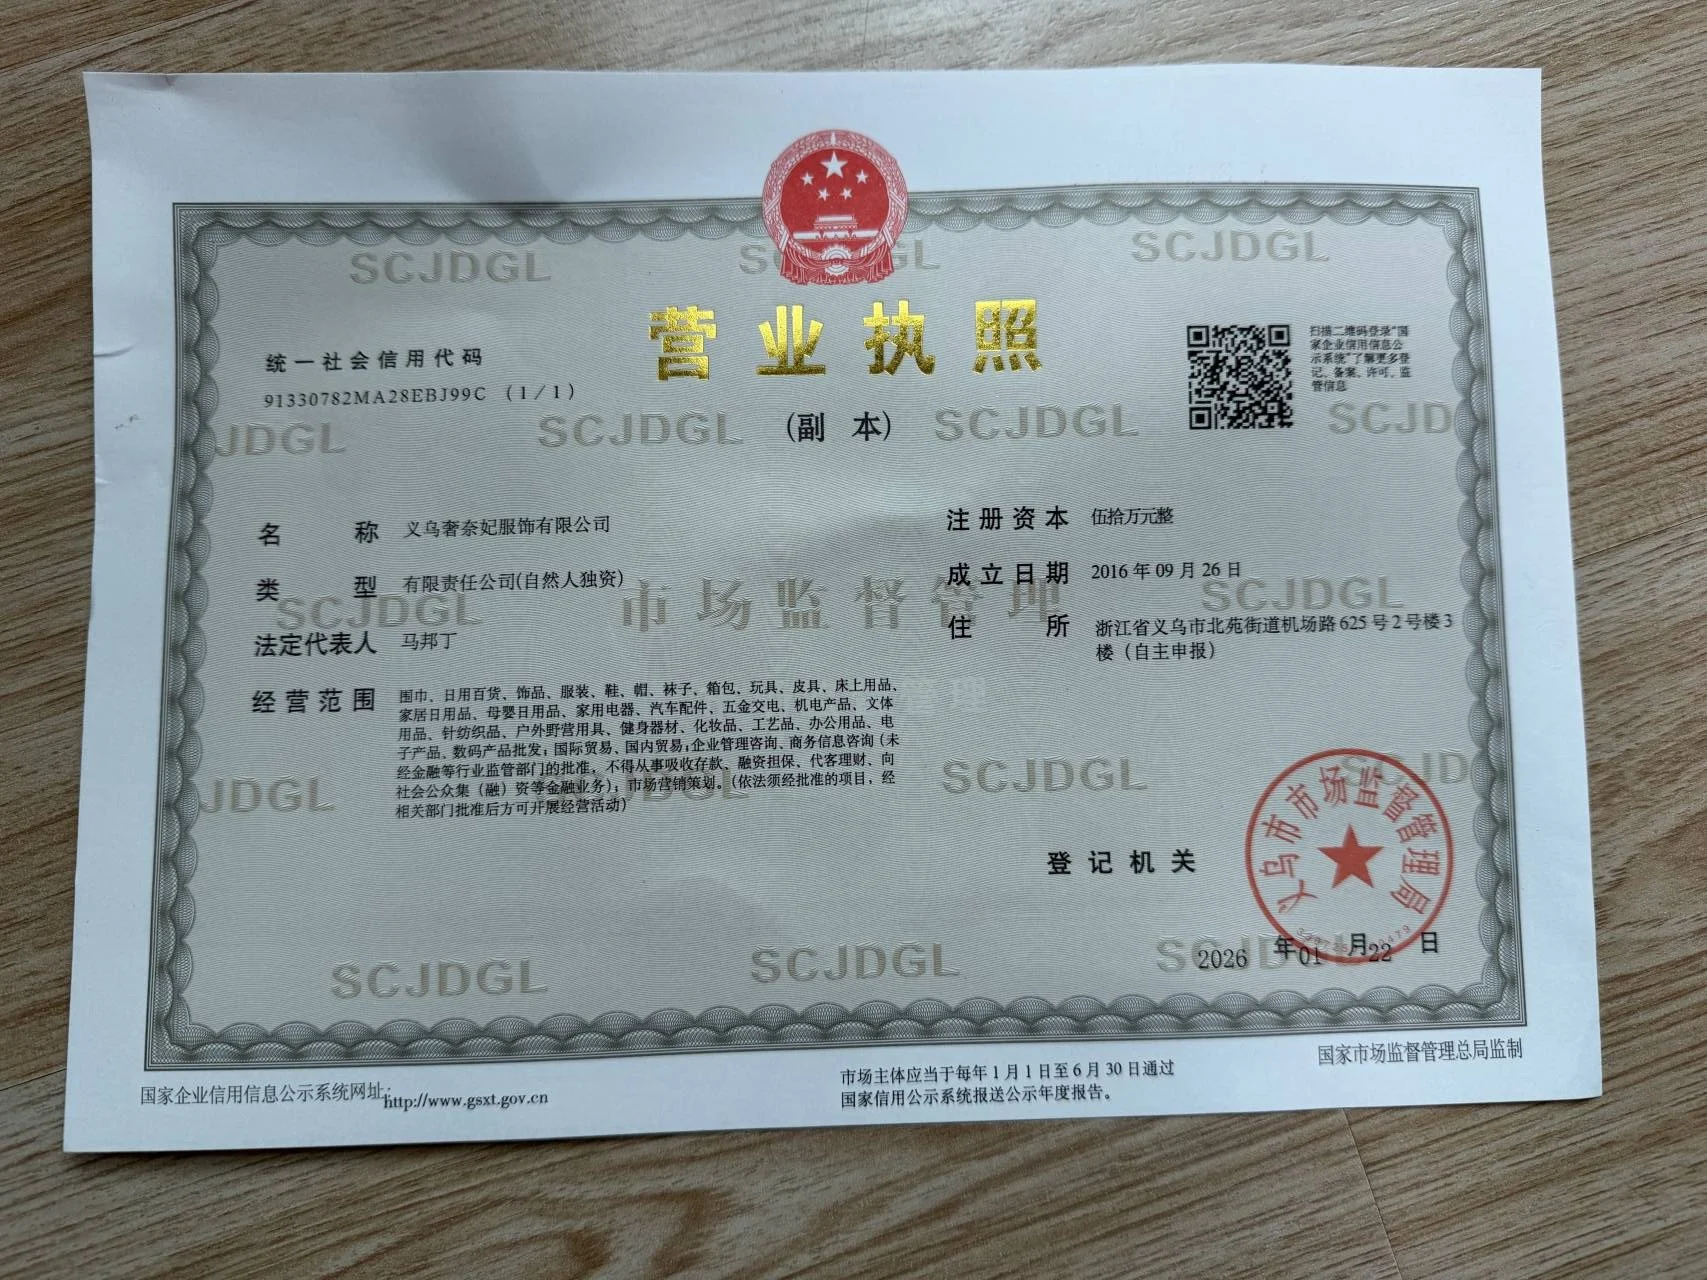 营业执照
(副 本)
统一社会信用代码
91330782MA28EBJ99C (1/1)
扫描二维码登录“国
家企业信用信息公
示系统”了解更多登
记、备案、许可、监
管信息
名 称 义乌奢奈妃服饰有限公司
类 型 有限责任公司(自然人独资)
法定代表人 马邦丁
经营范围 围巾、日用百货、饰品、服装、鞋、帽、袜子、箱包、玩具、皮具、床上用品、
家居日用品、母婴日用品、家用电器、汽车配件、五金交电、机电产品、文体
用品、针纺织品、户外野营用具、健身器材、化妆品、工艺品、办公用品、电
子产品、数码产品批发;国际贸易、国内贸易;企业管理咨询、商务信息咨询(未
经金融等行业监管部门的批准,不得从事吸收存款、融资担保、代客理财、向
社会公众集(融)资等金融业务);市场营销策划。(依法须经批准的项目,经
相关部门批准后方可开展经营活动)
注册资本 伍拾万元整
成立日期 2016年09月26日
住 所 浙江省义乌市北苑街道机场路625号2号楼3
楼(自主申报)
登记机关
义乌市市场监督管理局
2026 年 01 月 22 日
国家企业信用信息公示系统网址:http://www.gsxt.gov.cn
市场主体应当于每年1月1日至6月30日通过
国家信用公示系统报送公示年度报告。
国家市场监督管理总局监制
SCJDGL
市场监督管理